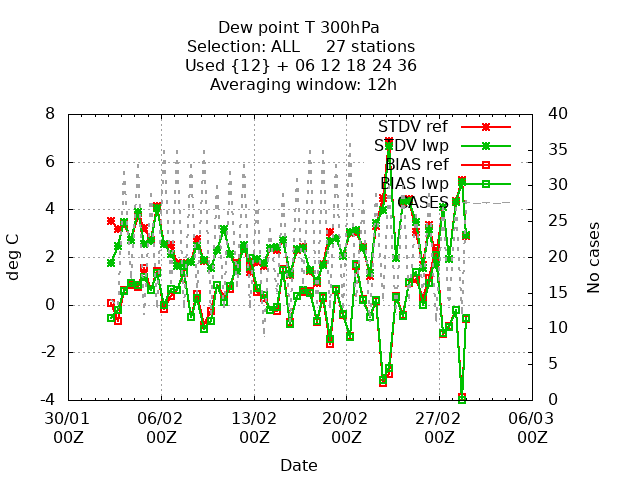 Dew point T 300hPa
Selection: ALL 27 stations
Used {12} + 06 12 18 24 36
Averaging window: 12h
8
6
4
2
0
-2
-4
deg C
40
35
30
25
20
15
10
5
0
No cases
STDV ref
STDV lwp
BIAS ref
BIAS lwp
CASES
30/01 06/02 13/02 20/02 27/02 06/03
00Z 00Z 00Z 00Z 00Z 00Z
Date